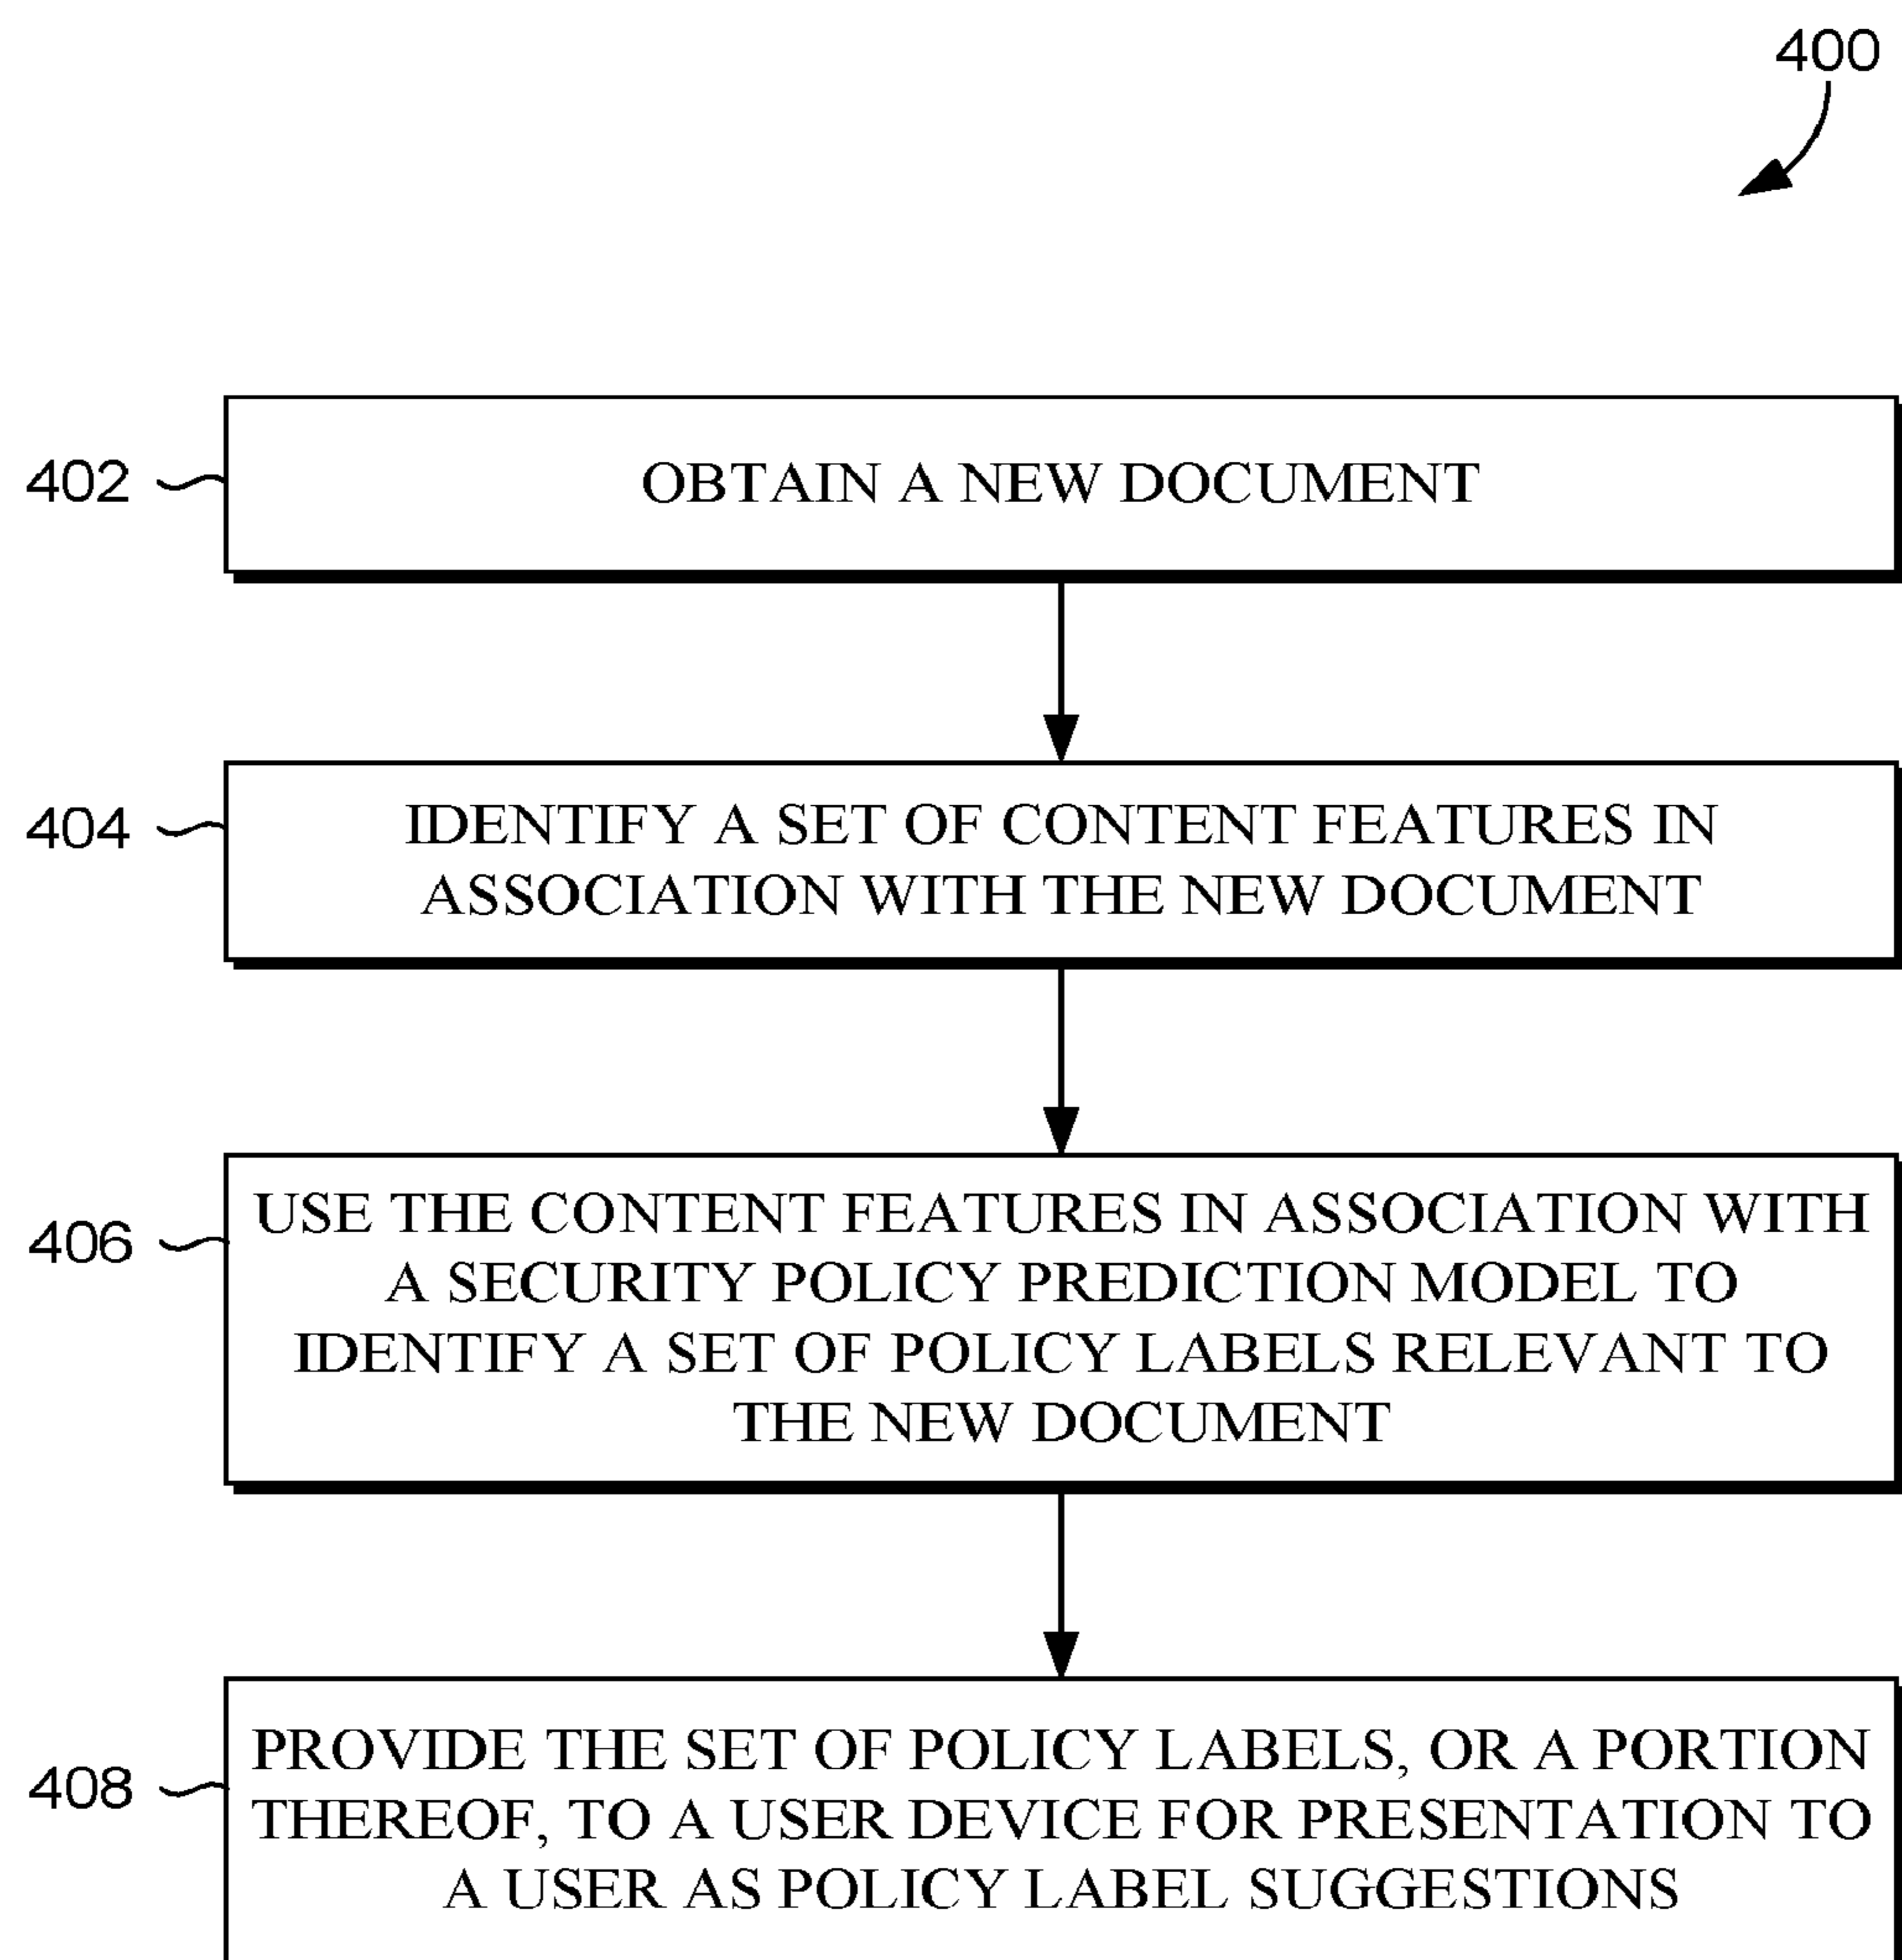 400
402
OBTAIN A NEW DOCUMENT
404
IDENTIFY A SET OF CONTENT FEATURES IN
ASSOCIATION WITH THE NEW DOCUMENT
406
USE THE CONTENT FEATURES IN ASSOCIATION WITH
A SECURITY POLICY PREDICTION MODEL TO
IDENTIFY A SET OF POLICY LABELS RELEVANT TO
THE NEW DOCUMENT
408
PROVIDE THE SET OF POLICY LABELS, OR A PORTION
THEREOF, TO A USER DEVICE FOR PRESENTATION TO
A USER AS POLICY LABEL SUGGESTIONS